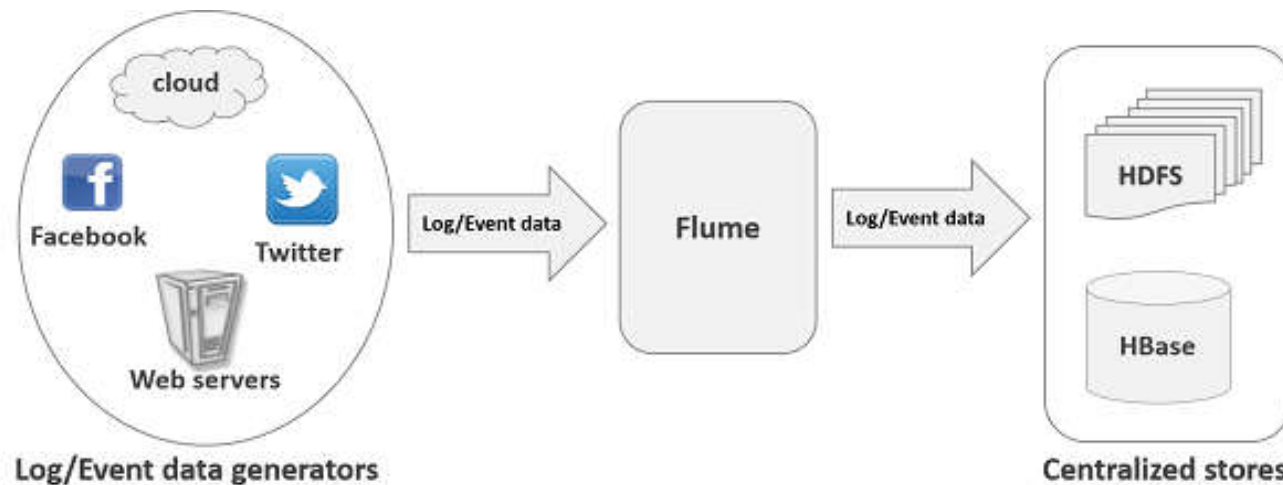 cloud
Facebook
Twitter
Web servers
Log/Event data generators
Log/Event data
Flume
Log/Event data
HDFS
HBase
Centralized stores